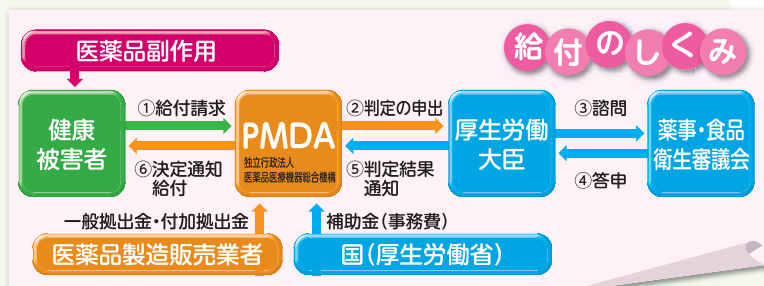 給付のしくみ
医薬品副作用
健康
被害者
①給付請求
⑥決定通知
給付
PMDA
独立行政法人
医薬品医療機器総合機構
②判定の申出
⑤判定結果
通知
厚生労働
大臣
③諮問
④答申
薬事・食品
衛生審議会
一般拠出金・付加拠出金
医薬品製造販売業者
補助金(事務費)
国(厚生労働省)